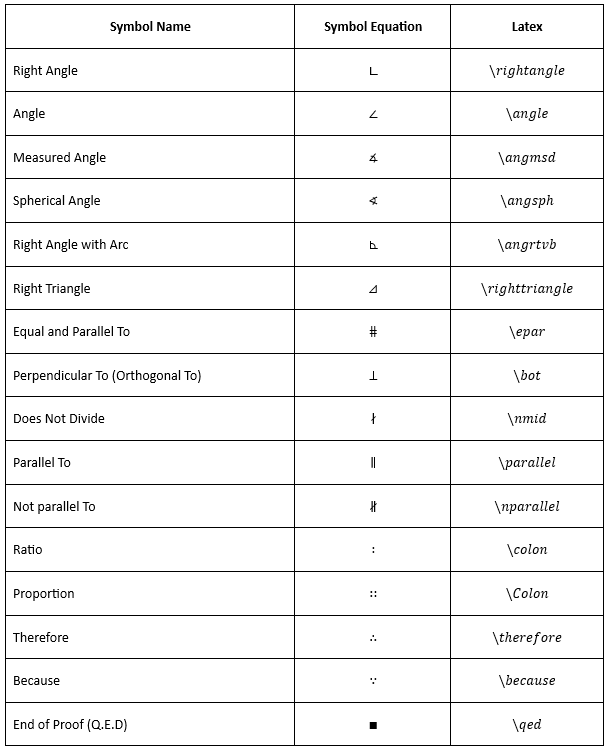 Symbol Name Symbol Equation Latex
Right Angle ∟ \rightangle
Angle ∠ \angle
Measured Angle ∡ \angmsd
Spherical Angle ∢ \angsph
Right Angle with Arc ⊾ \angrtvb
Right Triangle ⊿ \righttriangle
Equal and Parallel To ⋕ \epar
Perpendicular To (Orthogonal To) ⊥ \bot
Does Not Divide ∤ \nmid
Parallel To ∥ \parallel
Not parallel To ∦ \nparallel
Ratio ∶ \colon
Proportion ∷ \Colon
Therefore ∴ \therefore
Because ∵ \because
End of Proof (Q.E.D) ■ \qed